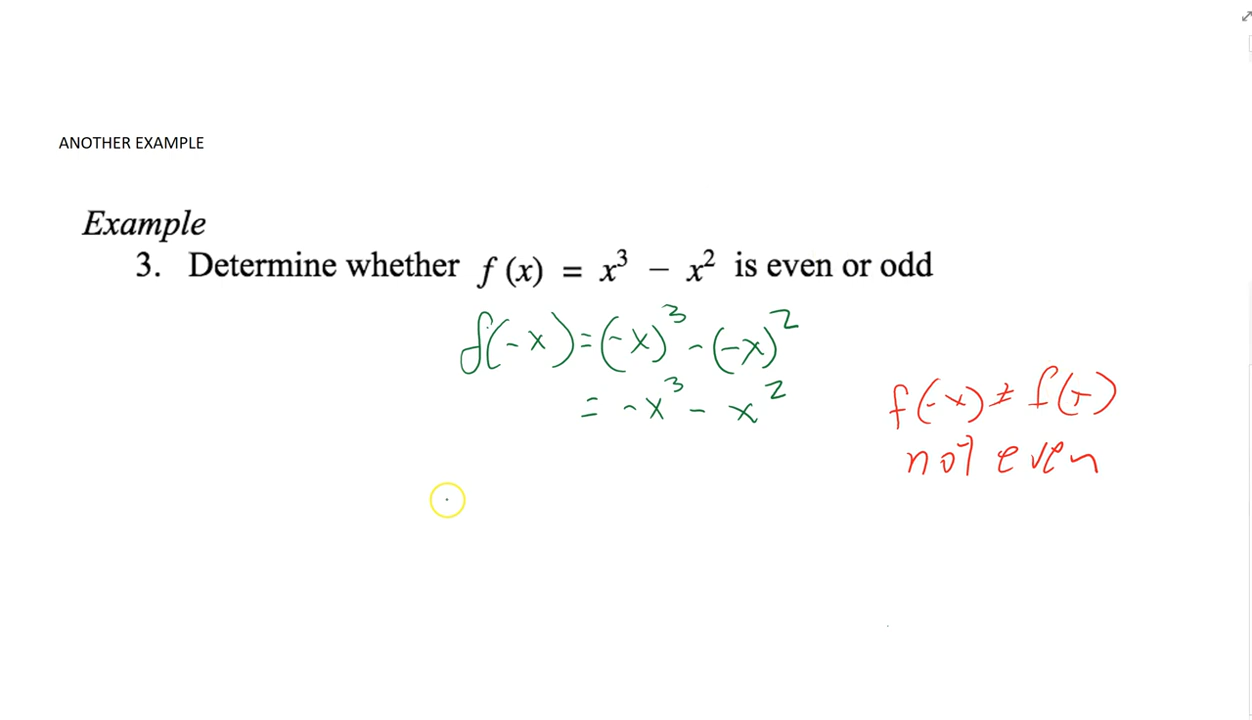 ANOTHER EXAMPLE
Example
3. Determine whether f (x) = x³ − x² is even or odd
f(-x) = (-x)³ - (-x)²
= -x³ - x²
f(-x) ≠ f(x)
not even